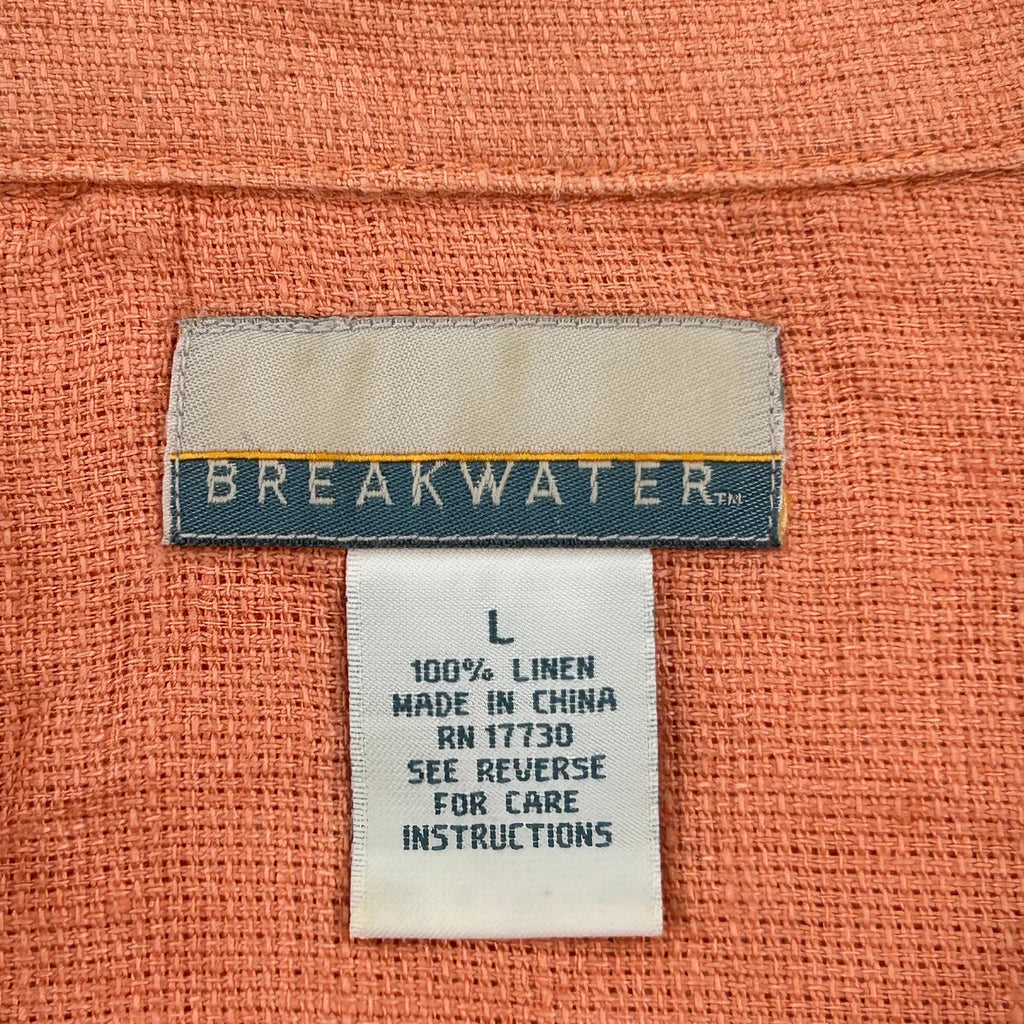 BREAKWATER™
L
100% LINEN
MADE IN CHINA
RN 17730
SEE REVERSE
FOR CARE
INSTRUCTIONS